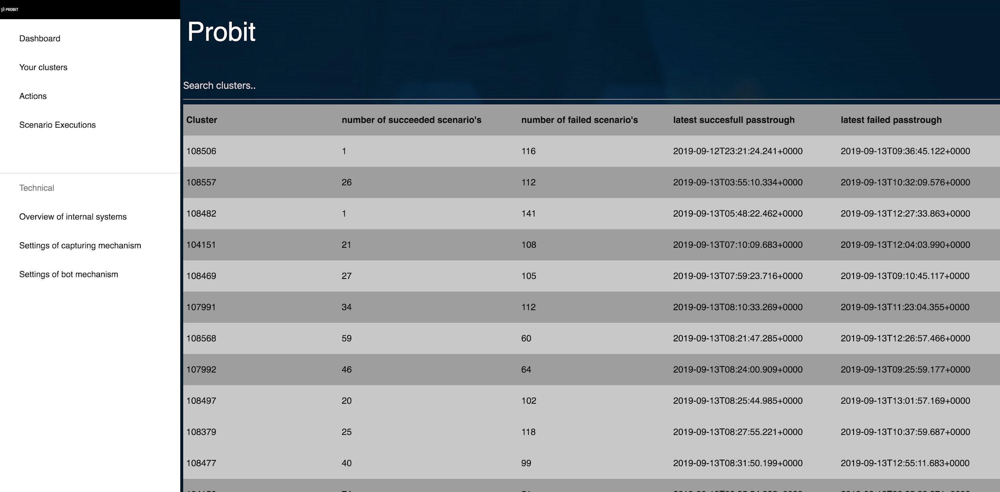 PROBIT
Dashboard
Your clusters
Actions
Scenario Executions
Technical
Overview of internal systems
Settings of capturing mechanism
Settings of bot mechanism
Probit
Search clusters..
Cluster number of succeeded scenario's number of failed scenario's latest succesfull passtrough latest failed passtrough
108506 1 116 2019-09-12T23:21:24.241+0000 2019-09-13T09:36:45.122+0000
108557 26 112 2019-09-13T03:55:10.334+0000 2019-09-13T10:32:09.576+0000
108482 1 141 2019-09-13T05:48:22.462+0000 2019-09-13T12:27:33.863+0000
104151 21 108 2019-09-13T07:10:09.683+0000 2019-09-13T12:04:03.990+0000
108469 27 105 2019-09-13T07:59:23.716+0000 2019-09-13T09:10:45.117+0000
107991 34 112 2019-09-13T08:10:33.269+0000 2019-09-13T11:23:04.355+0000
108568 59 60 2019-09-13T08:21:47.285+0000 2019-09-13T12:26:57.466+0000
107992 46 64 2019-09-13T08:24:00.909+0000 2019-09-13T09:25:59.177+0000
108497 20 102 2019-09-13T08:25:44.985+0000 2019-09-13T13:01:57.169+0000
108379 25 118 2019-09-13T08:27:55.221+0000 2019-09-13T10:37:59.687+0000
108477 40 99 2019-09-13T08:31:50.199+0000 2019-09-13T12:55:11.683+0000